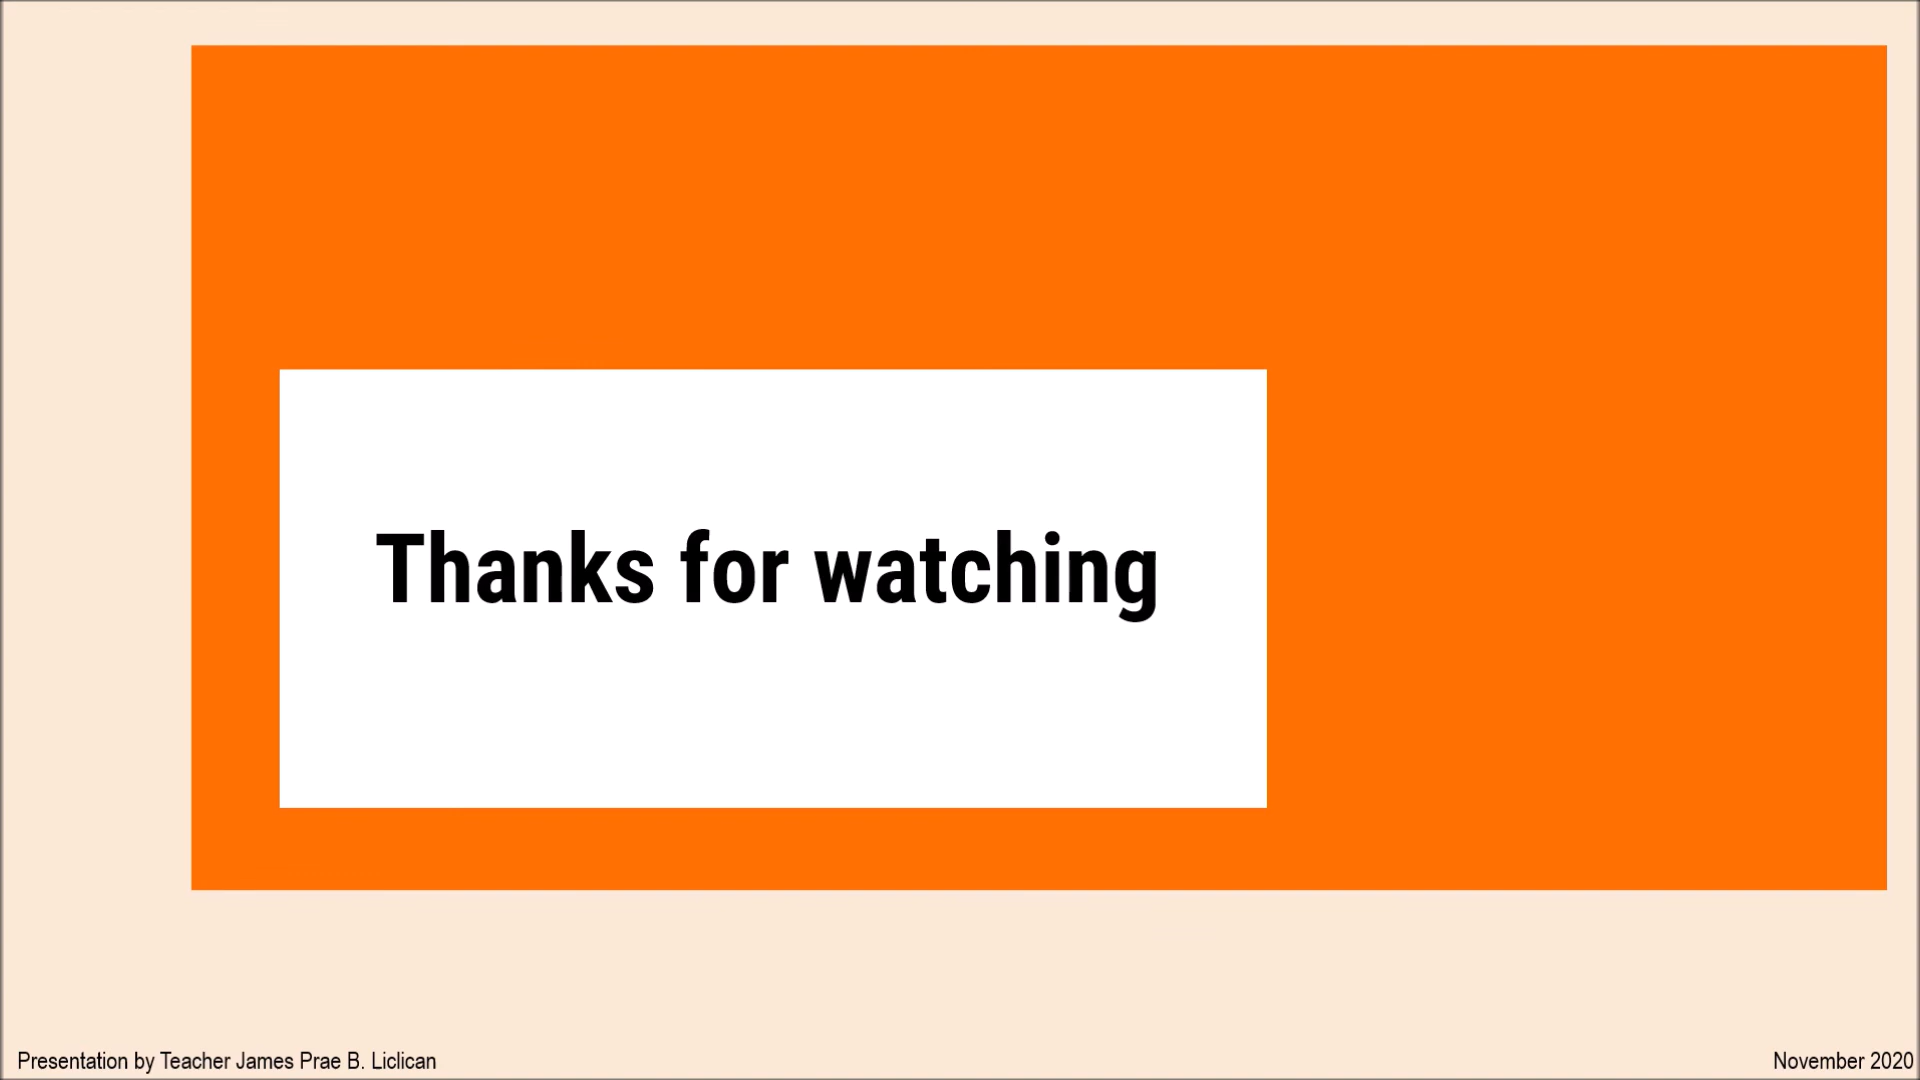 Thanks for watching
Presentation by Teacher James Prae B. Liclican
November 2020